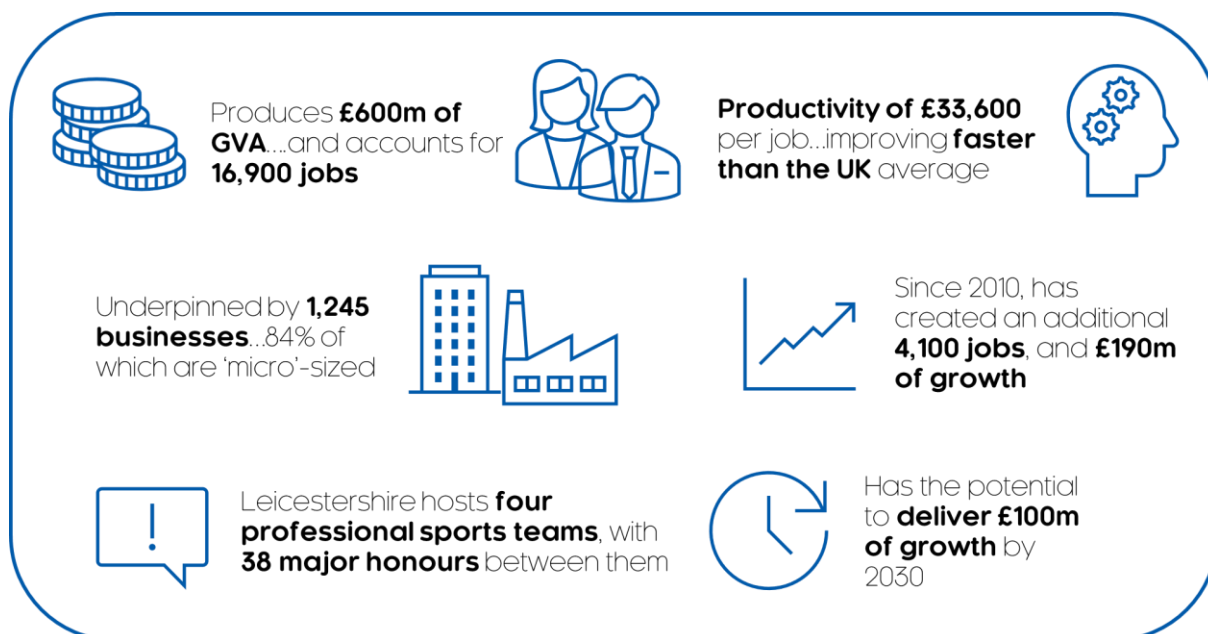 Produces £600m of
GVA....and accounts for
16,900 jobs
Productivity of £33,600
per job...improving faster
than the UK average
Underpinned by 1,245
businesses...84% of
which are 'micro'-sized
Since 2010, has
created an additional
4,100 jobs, and £190m
of growth
Leicestershire hosts four
professional sports teams, with
38 major honours between them
Has the potential
to deliver £100m
of growth by
2030